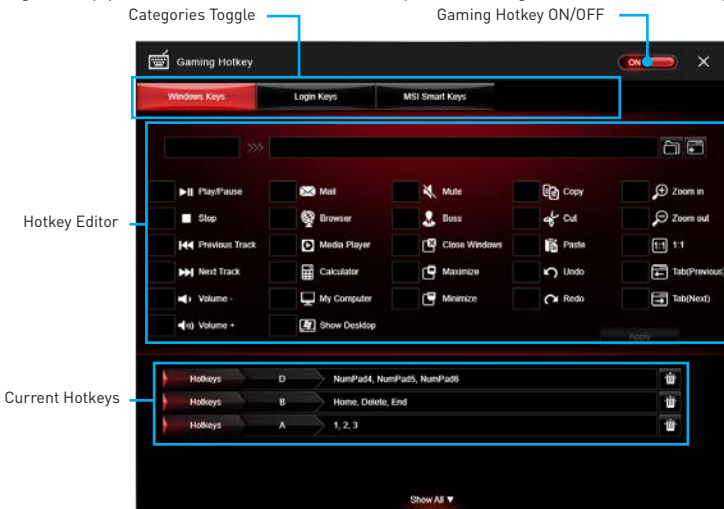 Categories Toggle
Gaming Hotkey ON/OFF
Gaming Hotkey
ON
Windows Keys
Login Keys
MSI Smart Keys
Hotkey Editor
Play/Pause
Mail
Mute
Copy
Zoom in
Stop
Browser
Boss
Cut
Zoom out
Previous Track
Media Player
Close Windows
Paste
1:1 1:1
Next Track
Calculator
Maximize
Undo
Tab(Previous)
Volume -
My Computer
Minimize
Redo
Tab(Next)
Volume +
Show Desktop
Apply
Current Hotkeys
Hotkeys D NumPad4, NumPad5, NumPad6
Hotkeys B Home, Delete, End
Hotkeys A 1, 2, 3
Show All ▼